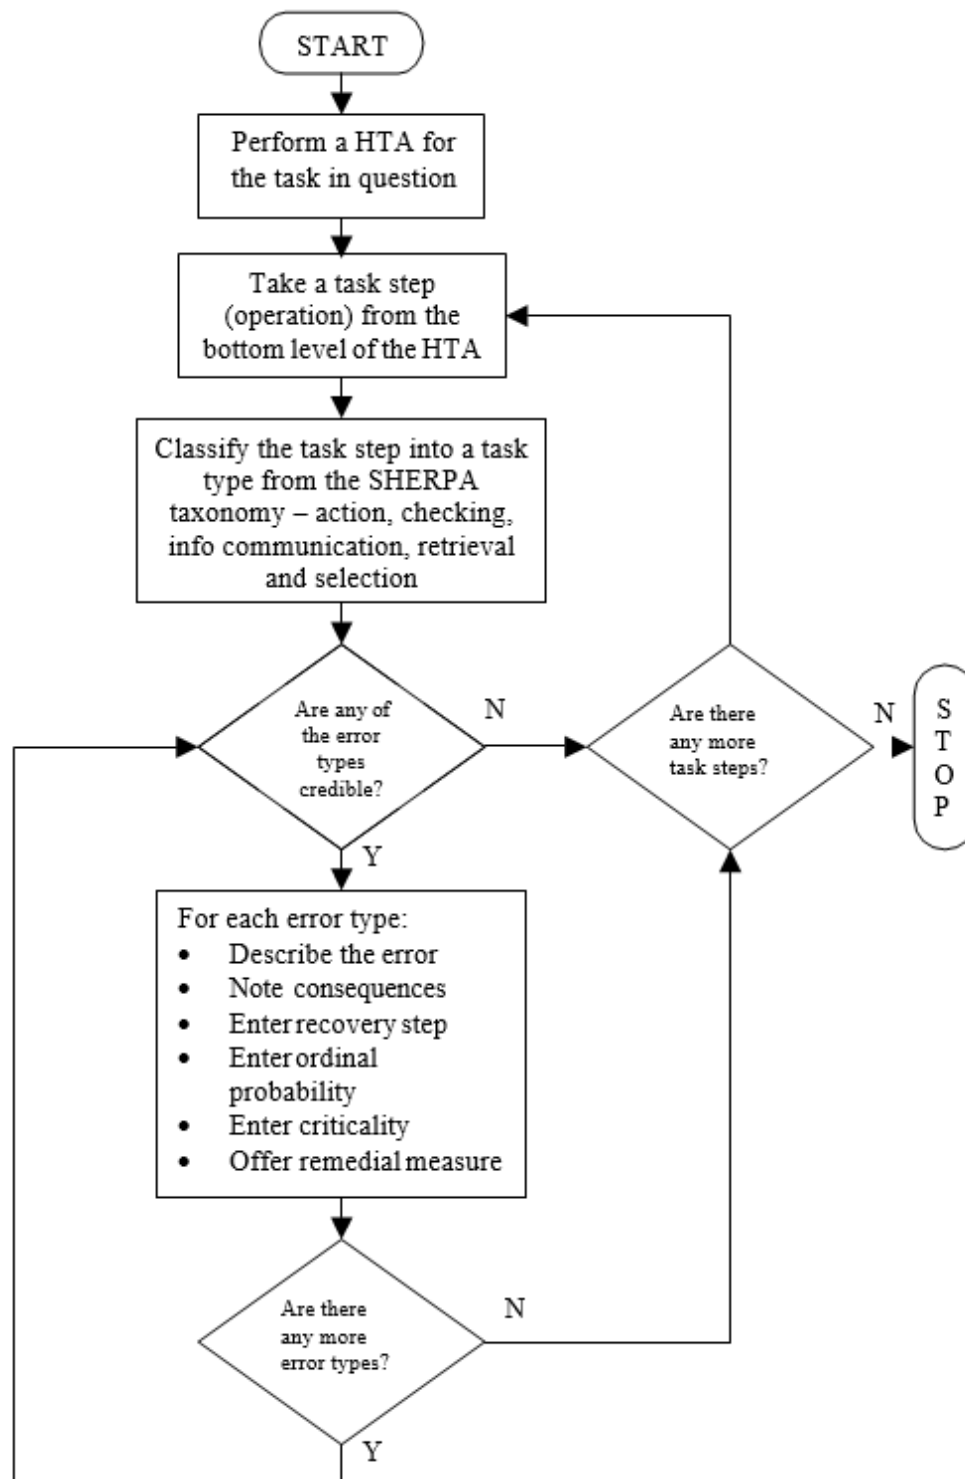 START
Perform a HTA for
the task in question
Take a task step
(operation) from the
bottom level of the HTA
Classify the task step into a task
type from the SHERPA
taxonomy – action, checking,
info communication, retrieval
and selection
Are any of
the error
types
credible?
N
Y
Are there
any more
task steps?
N
S
T
O
P
For each error type:
• Describe the error
• Note consequences
• Enter recovery step
• Enter ordinal
probability
• Enter criticality
• Offer remedial measure
Are there
any more
error types?
N
Y